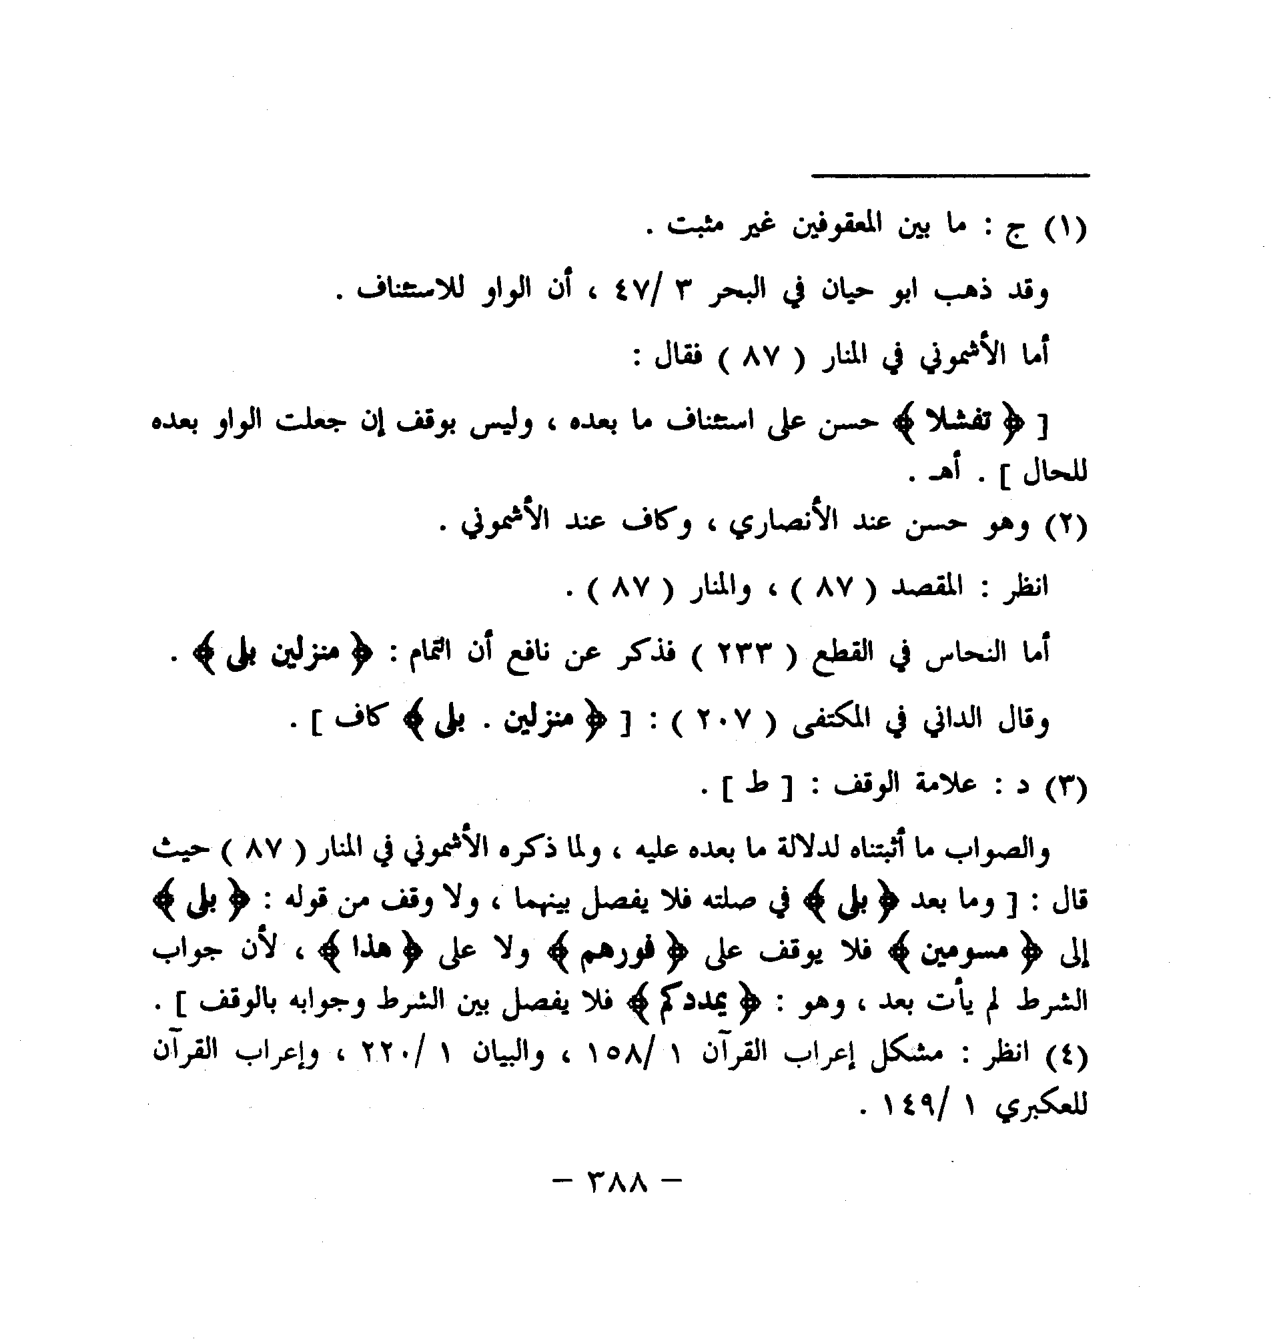 (١) ج : ما بين المعقوفين غير مثبت .
وقد ذهب ابو حيان في البحر ٣ /٤٧ ، أن الواو للاستئناف .
أما الأشموني في المنار ( ٨٧ ) فقال :
[ ﴿ تفشلا ﴾ حسن على استئناف ما بعده ، وليس بوقف إن جعلت الواو بعده
للحال ] . أهـ .
(٢) وهو حسن عند الأنصاري ، وكاف عند الأشموني .
انظر : المقصد ( ٨٧ ) ، والمنار ( ٨٧ ) .
أما النحاس في القطع ( ٢٣٣ ) فذكر عن نافع أن التمام : ﴿ منزلين بلى ﴾ .
وقال الداني في المكتفى ( ٢٠٧ ) : [ ﴿ منزلين . بلى ﴾ كاف ] .
(٣) د : علامة الوقف : [ ط ] .
والصواب ما أثبتناه لدلالة ما بعده عليه ، ولما ذكره الأشموني في المنار ( ٨٧ ) حيث
قال : [ وما بعد ﴿ بلى ﴾ في صلته فلا يفصل بينهما ، ولا وقف من قوله : ﴿ بلى ﴾
إلى ﴿ مسومين ﴾ فلا يوقف على ﴿ فورهم ﴾ ولا على ﴿ هذا ﴾ ، لأن جواب
الشرط لم يأت بعد ، وهو : ﴿ يمددكم ﴾ فلا يفصل بين الشرط وجوابه بالوقف ] .
(٤) انظر : مشكل إعراب القرآن ١ /١٥٨ ، والبيان ١ /٢٢٠ ، وإعراب القرآن
للعكبري ١ /١٤٩ .
– ٣٨٨ –